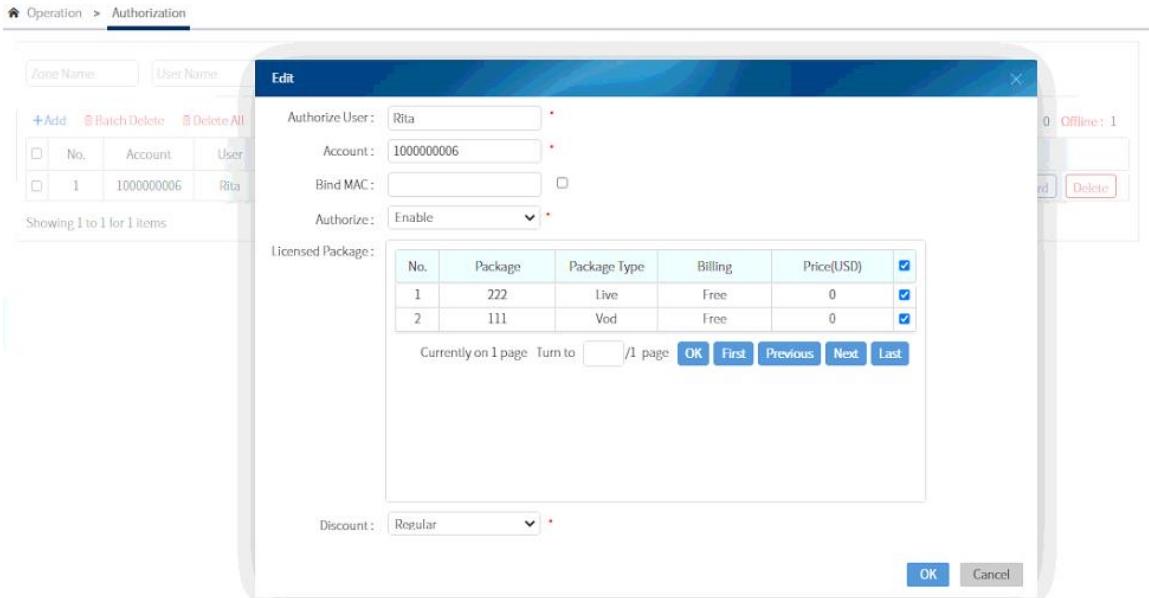 Operation > Authorization
Zone Name User Name
Edit
Authorize User : Rita *
+Add Batch Delete Delete All 0 Offline : 1
Account : 1000000006 *
No. Account User
Bind MAC :
1 1000000006 Rita rd Delete
Authorize : Enable *
Showing 1 to 1 for 1 items
Licensed Package :
No. Package Package Type Billing Price(USD)
1 222 Live Free 0
2 111 Vod Free 0
Currently on 1 page Turn to /1 page OK First Previous Next Last
Discount : Regular *
OK Cancel